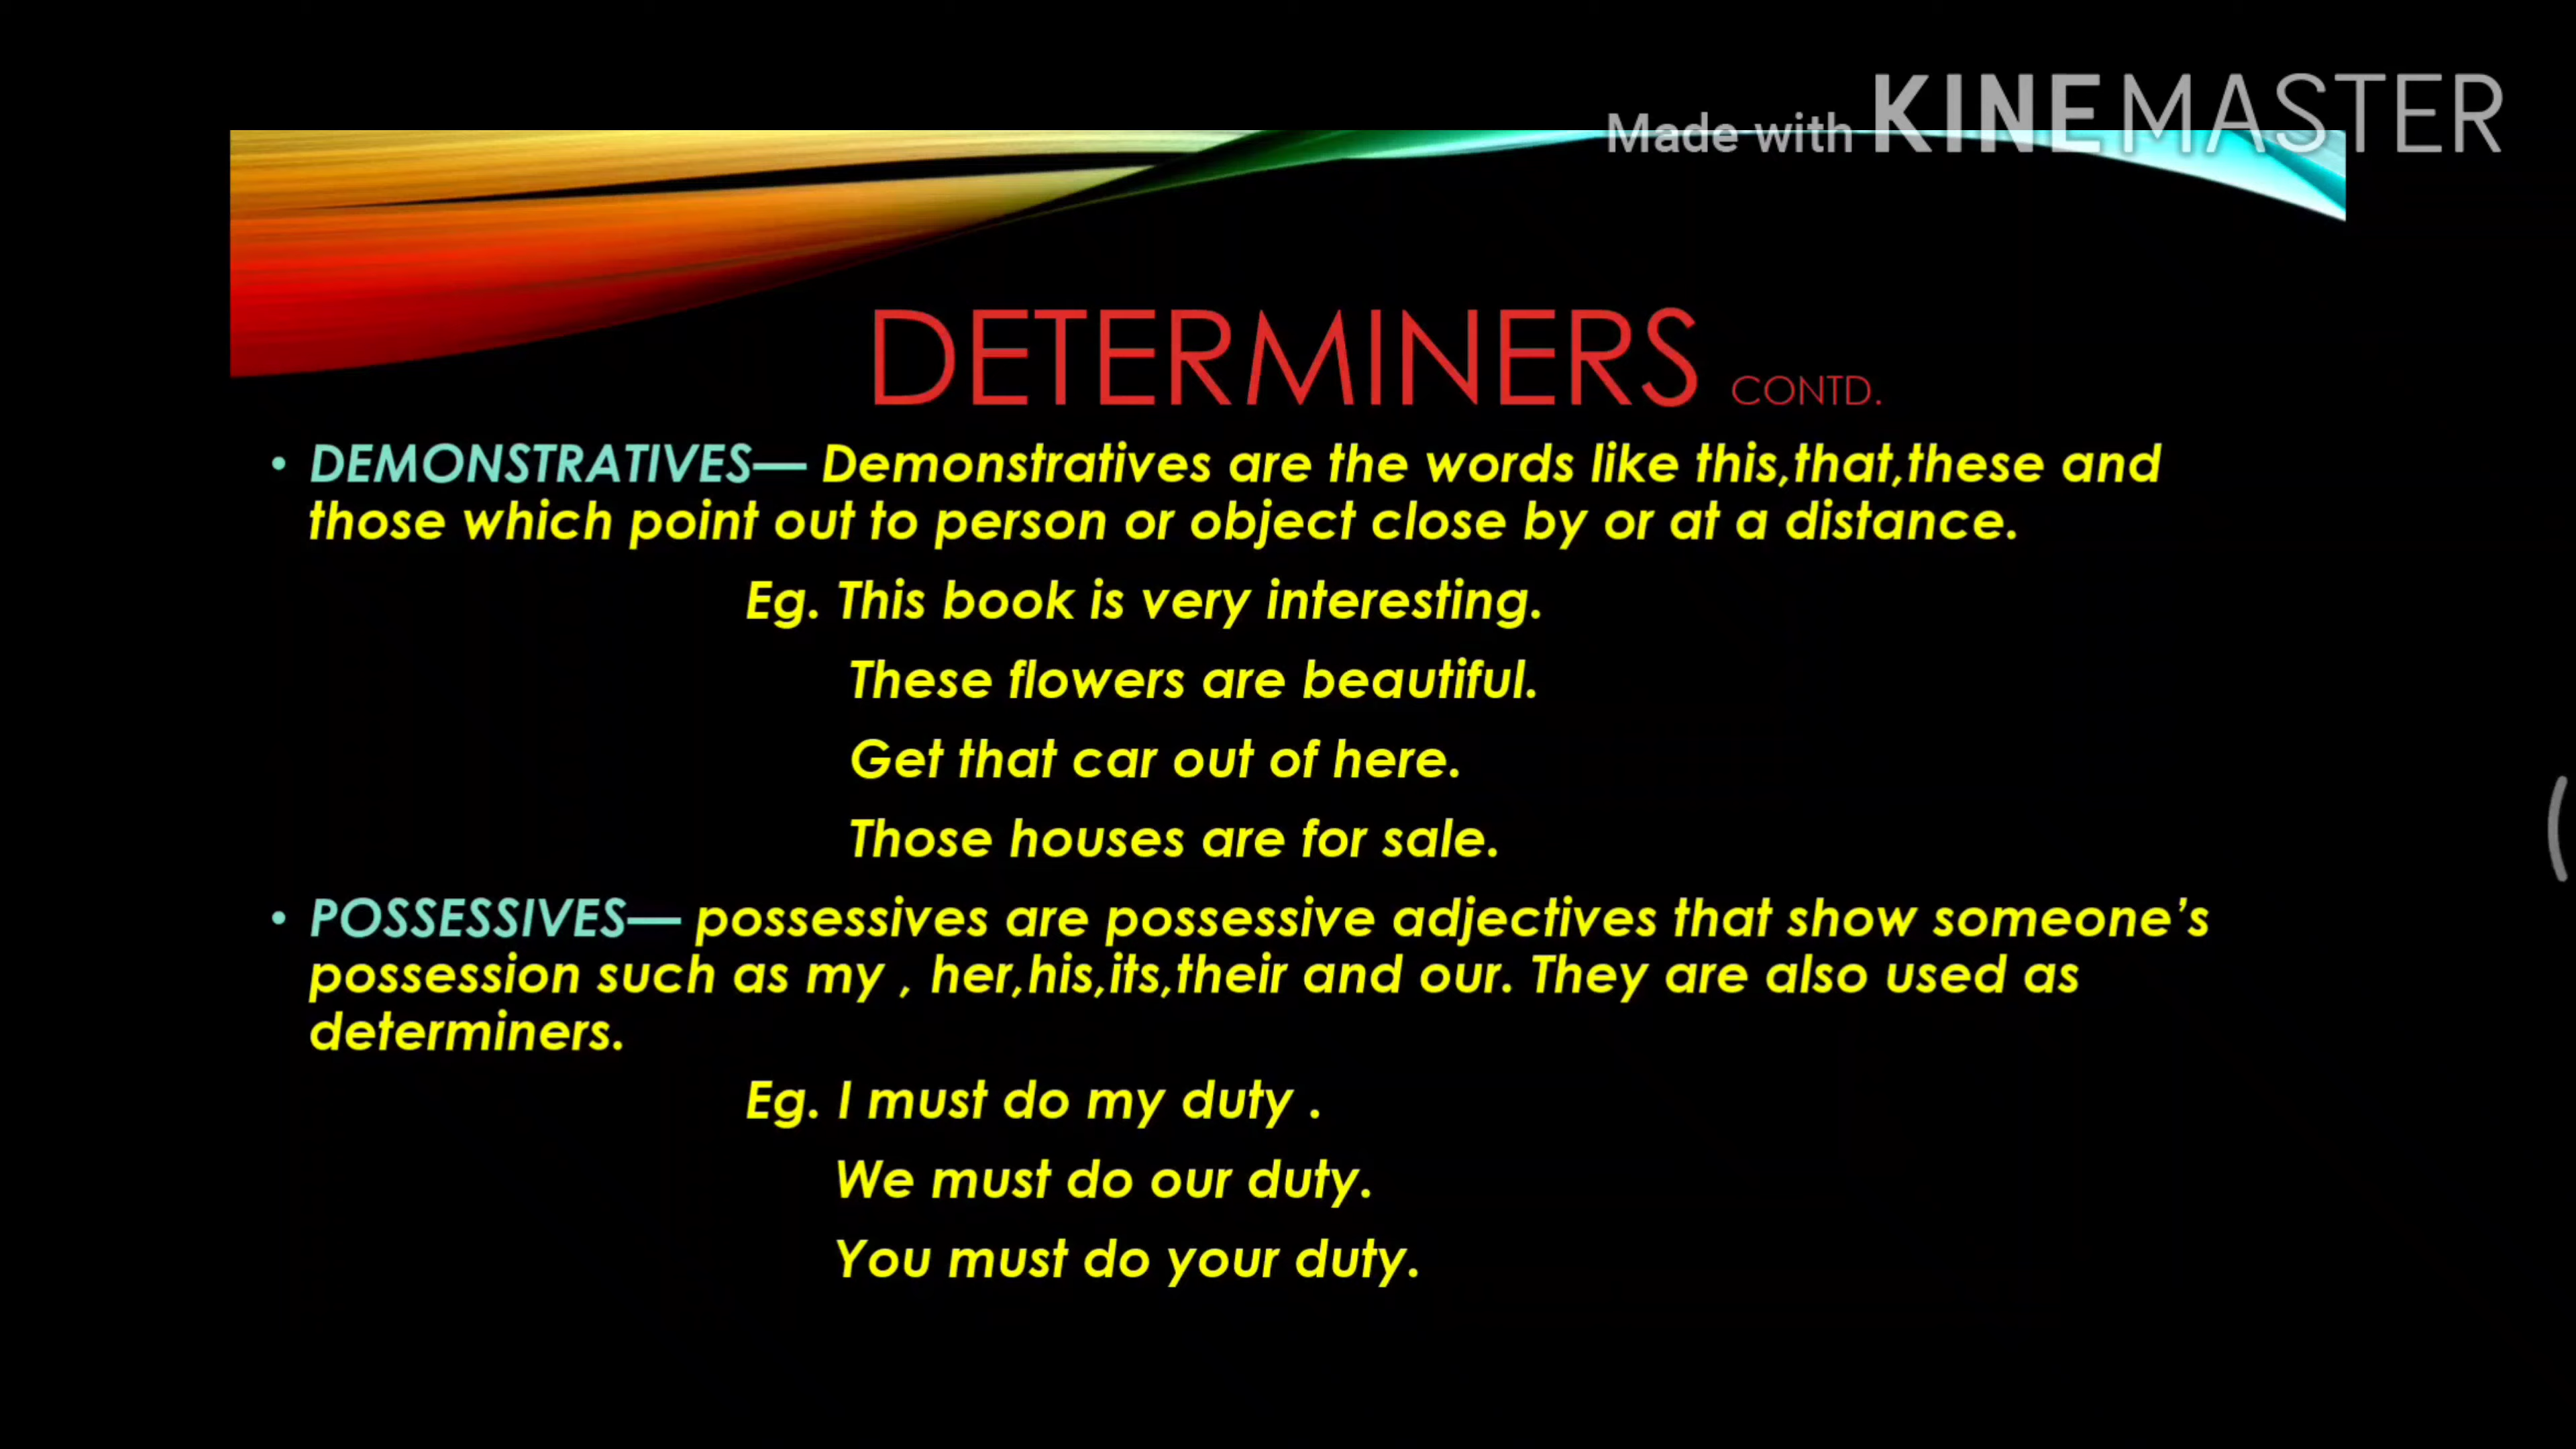 Made with KINEMASTER
DETERMINERS CONTD.
• DEMONSTRATIVES— Demonstratives are the words like this,that,these and
those which point out to person or object close by or at a distance.
Eg. This book is very interesting.
These flowers are beautiful.
Get that car out of here.
Those houses are for sale.
• POSSESSIVES— possessives are possessive adjectives that show someone’s
possession such as my , her,his,its,their and our. They are also used as
determiners.
Eg. I must do my duty .
We must do our duty.
You must do your duty.